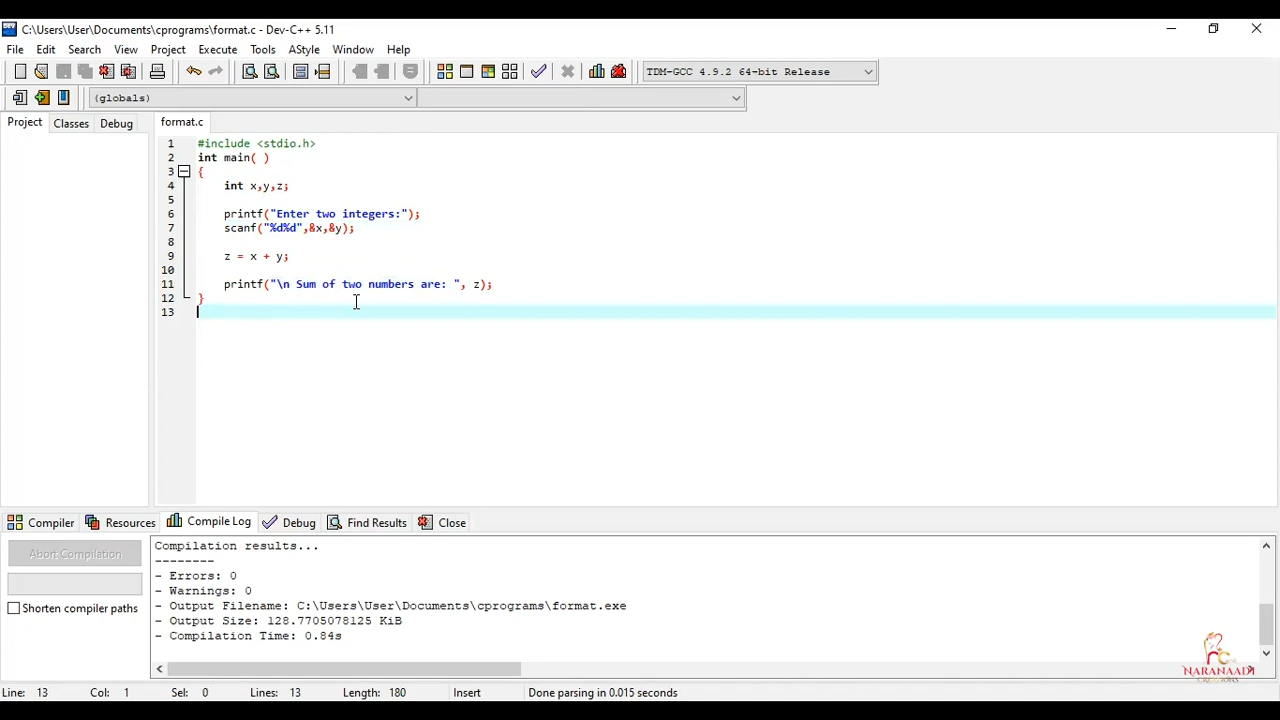 C:\Users\User\Documents\cprograms\format.c - Dev-C++ 5.11
File Edit Search View Project Execute Tools AStyle Window Help
TDM-GCC 4.9.2 64-bit Release
(globals)
Project Classes Debug format.c
1 #include <stdio.h>
2 int main( )
3 {
4 int x,y,z;
5
6 printf("Enter two integers:");
7 scanf("%d%d",&x,&y);
8
9 z = x + y;
10
11 printf("\n Sum of two numbers are: ", z);
12 }
13
Compiler Resources Compile Log Debug Find Results Close
Abort Compilation
Shorten compiler paths
Compilation results...
--------
- Errors: 0
- Warnings: 0
- Output Filename: C:\Users\User\Documents\cprograms\format.exe
- Output Size: 128.7705078125 KiB
- Compilation Time: 0.84s
NARANAADI
CREATIONS
Line: 13 Col: 1 Sel: 0 Lines: 13 Length: 180 Insert Done parsing in 0.015 seconds